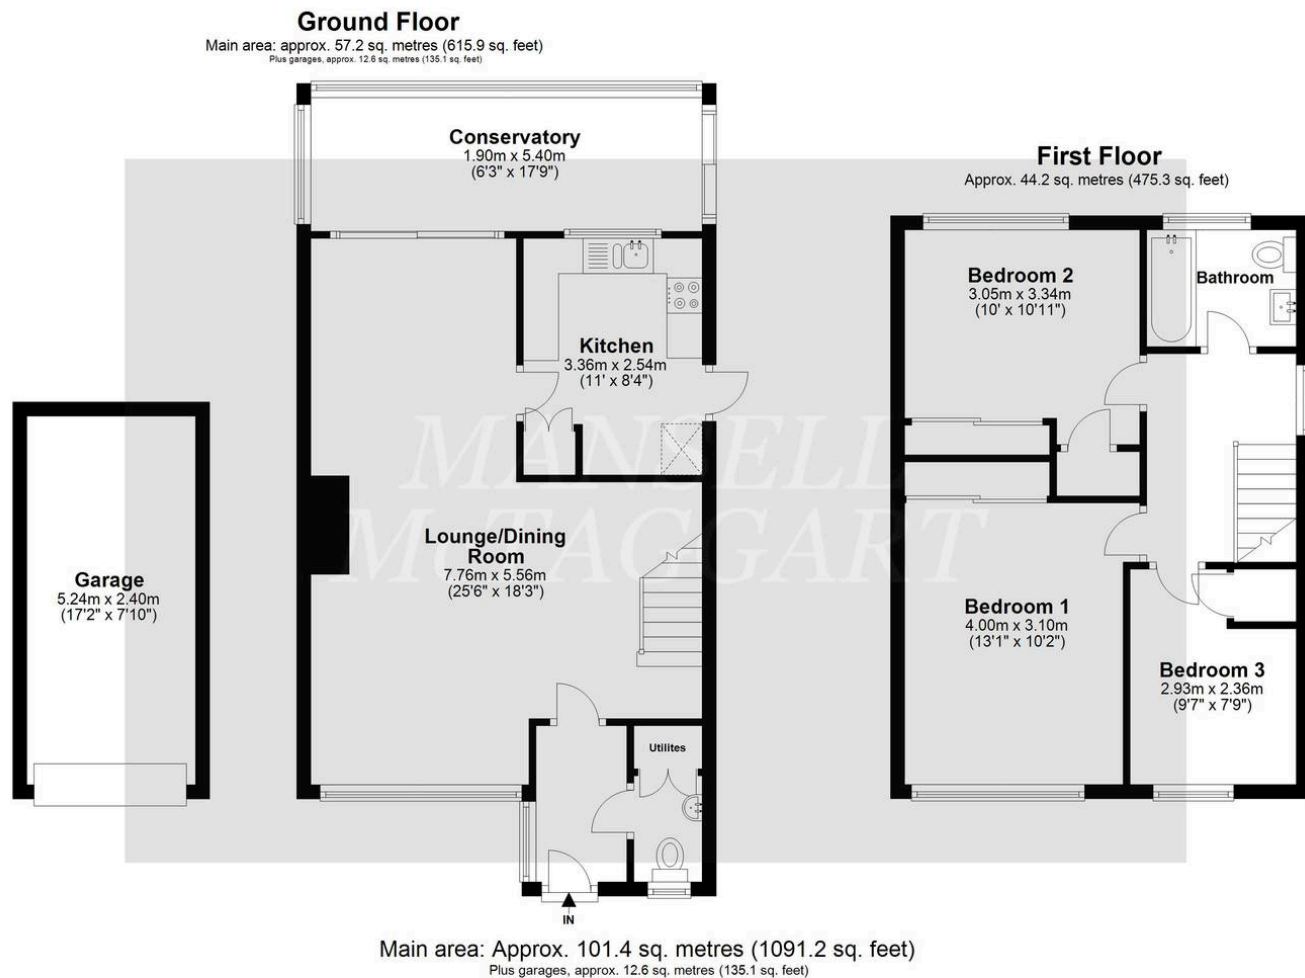 Ground Floor
Main area: approx. 57.2 sq. metres (615.9 sq. feet)
Plus garages, approx. 12.6 sq. metres (135.1 sq. feet)
Conservatory
1.90m x 5.40m
(6'3" x 17'9")
First Floor
Approx. 44.2 sq. metres (475.3 sq. feet)
Bedroom 2
3.05m x 3.34m
(10' x 10'11")
Bathroom
Kitchen
3.36m x 2.54m
(11' x 8'4")
MANSELL
McTAGGART
Lounge/Dining
Room
7.76m x 5.56m
(25'6" x 18'3")
Garage
5.24m x 2.40m
(17'2" x 7'10")
Bedroom 1
4.00m x 3.10m
(13'1" x 10'2")
Bedroom 3
2.93m x 2.36m
(9'7" x 7'9")
Utilites
IN
Main area: Approx. 101.4 sq. metres (1091.2 sq. feet)
Plus garages, approx. 12.6 sq. metres (135.1 sq. feet)